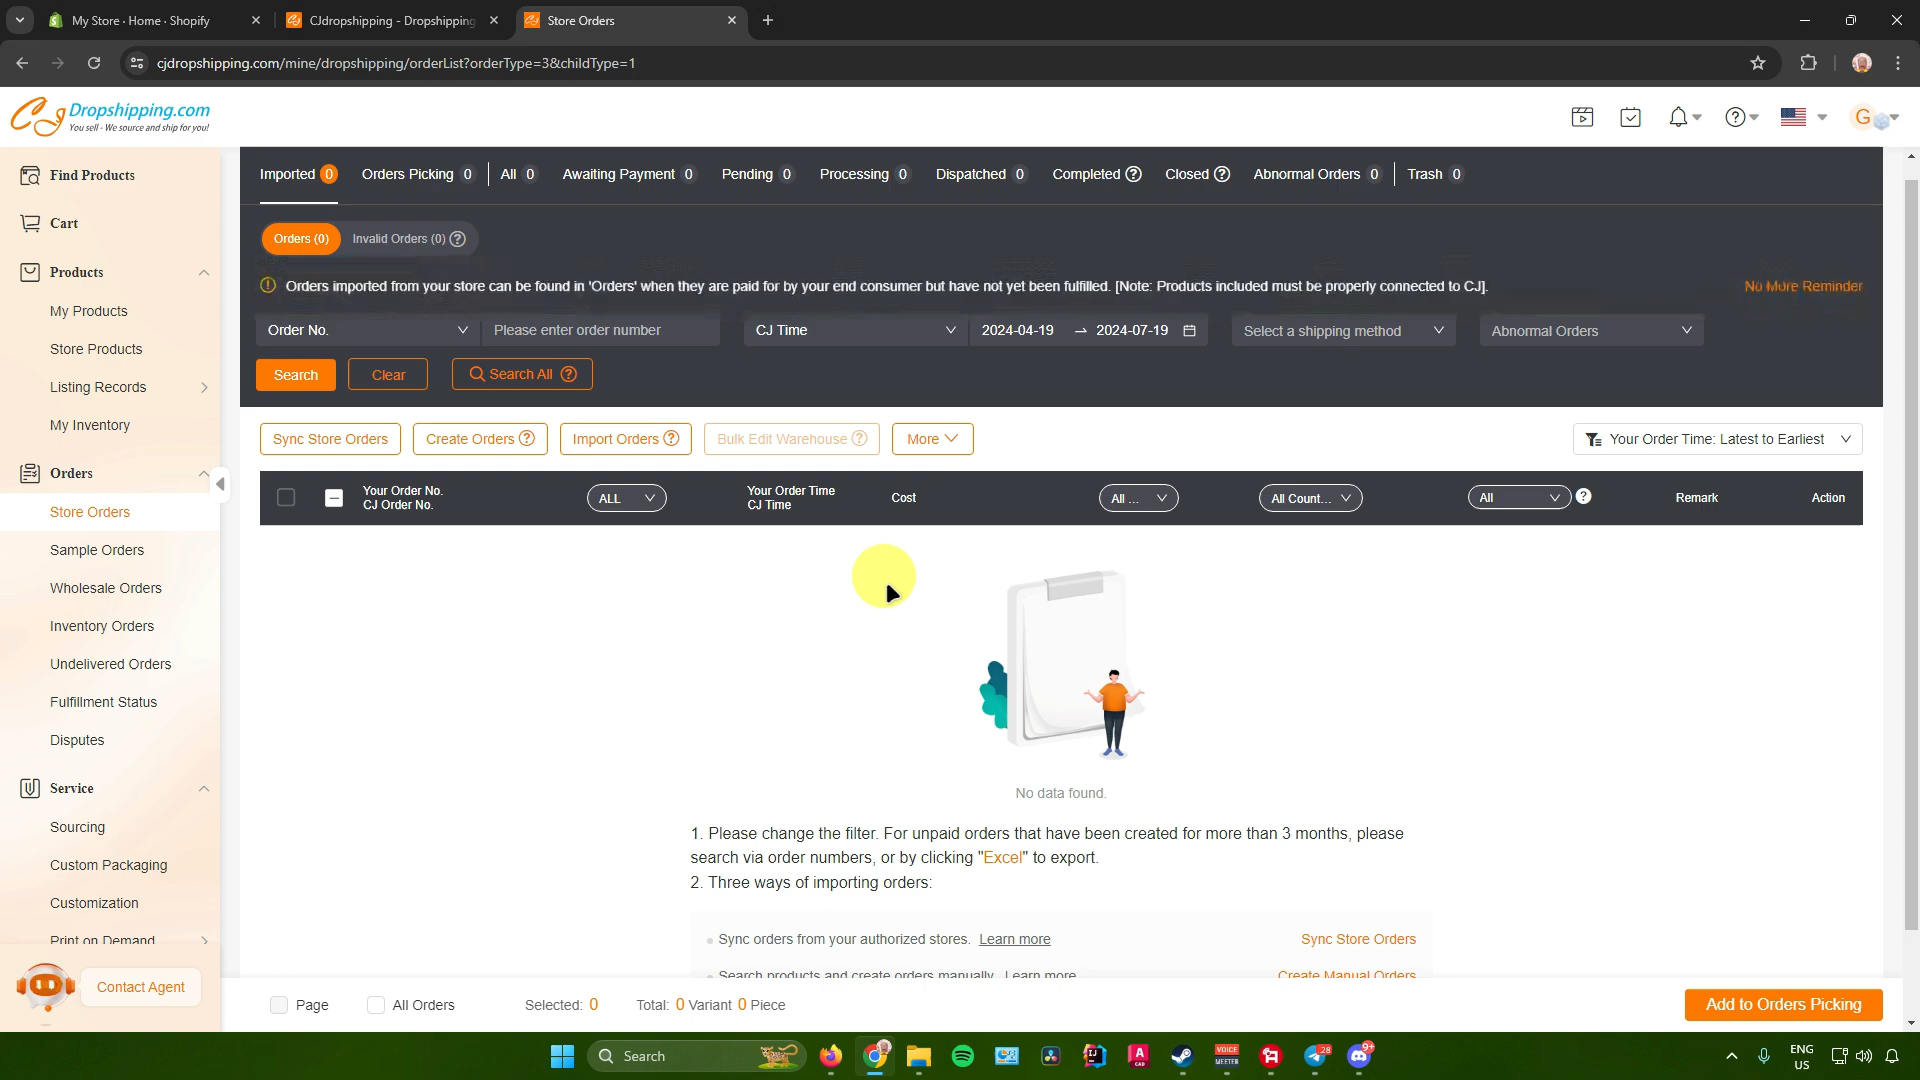 My Store · Home · Shopify
CJdropshipping - Dropshipping
Store Orders
cjdropshipping.com/mine/dropshipping/orderList?orderType=3&childType=1
CJ Dropshipping.com
You sell - We source and ship for you!
G
Find Products
Cart
Products
My Products
Store Products
Listing Records
My Inventory
Orders
Store Orders
Sample Orders
Wholesale Orders
Inventory Orders
Undelivered Orders
Fulfillment Status
Disputes
Service
Sourcing
Custom Packaging
Customization
Print on Demand
Contact Agent
Imported 0 Orders Picking 0 All 0 Awaiting Payment 0 Pending 0 Processing 0 Dispatched 0 Completed ? Closed ? Abnormal Orders 0 Trash 0
Orders (0) Invalid Orders (0) ?
Orders imported from your store can be found in 'Orders' when they are paid for by your end consumer but have not yet been fulfilled. [Note: Products included must be properly connected to CJ]. No More Reminder
Order No. Please enter order number CJ Time 2024-04-19 → 2024-07-19 Select a shipping method Abnormal Orders
Search Clear Search All ?
Sync Store Orders Create Orders ? Import Orders ? Bulk Edit Warehouse ? More Your Order Time: Latest to Earliest
Your Order No. ALL Your Order Time Cost All ... All Count... All ? Remark Action
CJ Order No. CJ Time
No data found.
1. Please change the filter. For unpaid orders that have been created for more than 3 months, please
search via order numbers, or by clicking "Excel" to export.
2. Three ways of importing orders:
Sync orders from your authorized stores. Learn more Sync Store Orders
Search products and create orders manually. Learn more Create Manual Orders
Page All Orders Selected: 0 Total: 0 Variant 0 Piece Add to Orders Picking
Search
VOICE
MEETER
28
9+
ENG
US